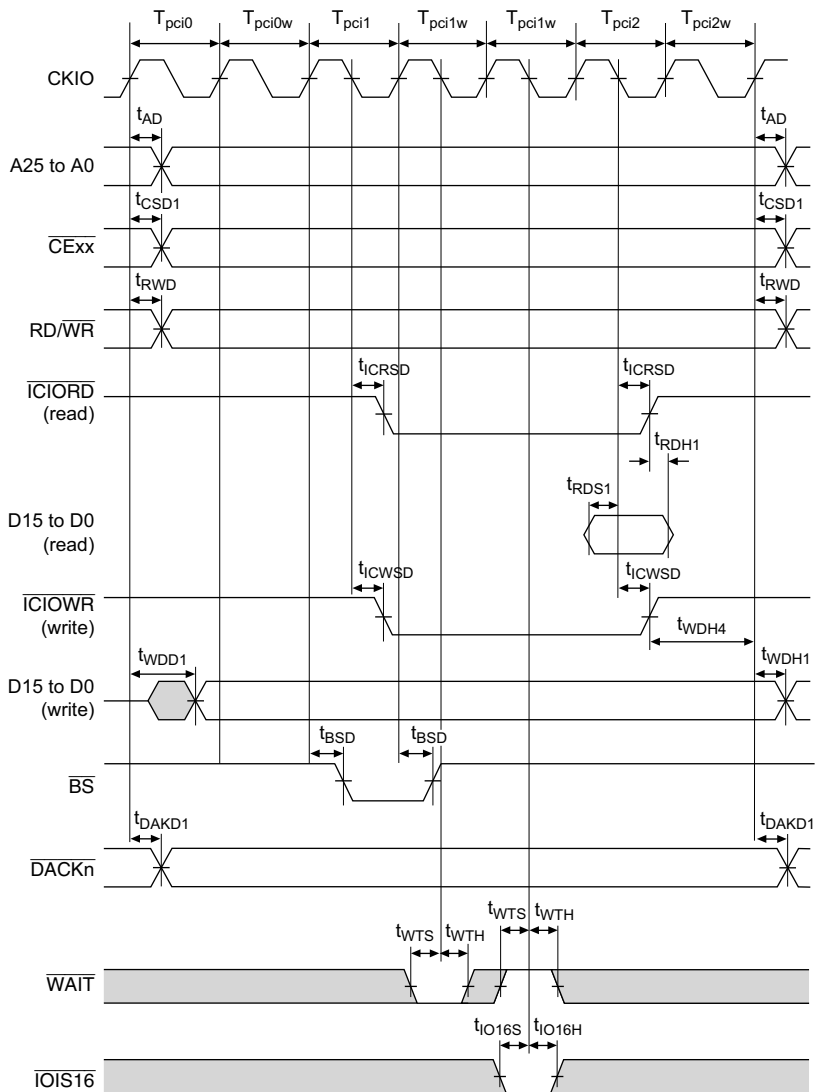 Tpci0 Tpci0w Tpci1 Tpci1w Tpci1w Tpci2 Tpci2w
CKIO
tAD tAD
A25 to A0
tCSD1 tCSD1
CExx
tRWD tRWD
RD/WR
tICRSD tICRSD
ICIORD
(read)
tRDH1
tRDS1
D15 to D0
(read)
tICWSD tICWSD
ICIOWR
(write)
tWDH4
tWDD1 tWDH1
D15 to D0
(write)
tBSD tBSD
BS
tDAKD1 tDAKD1
DACKn
tWTS tWTH tWTS tWTH
WAIT
tIO16S tIO16H
IOIS16